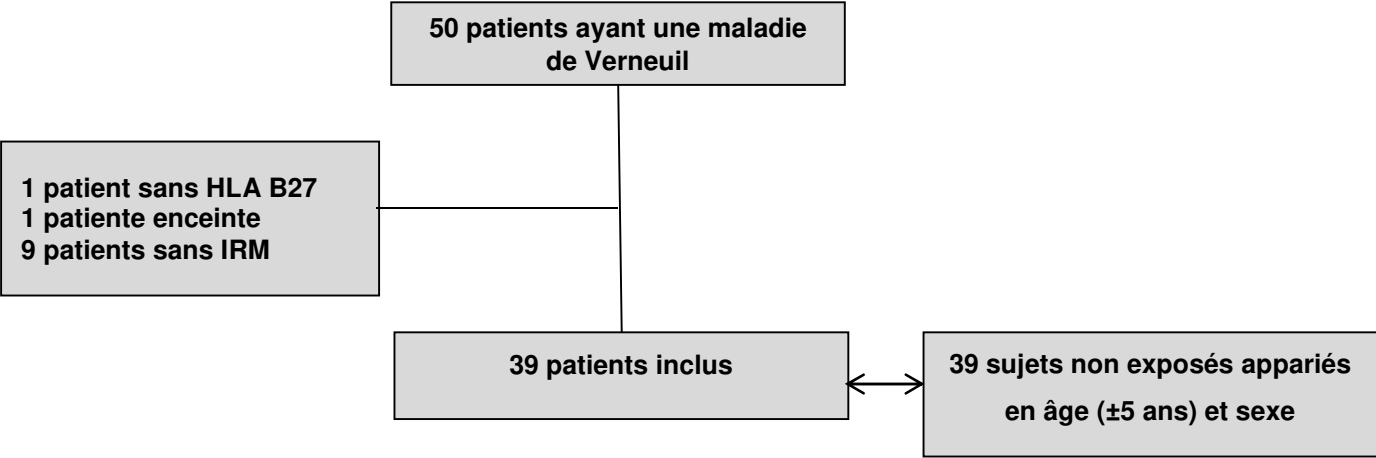 50 patients ayant une maladie
de Verneuil
1 patient sans HLA B27
1 patiente enceinte
9 patients sans IRM
39 patients inclus
39 sujets non exposés appariés
en âge (±5 ans) et sexe